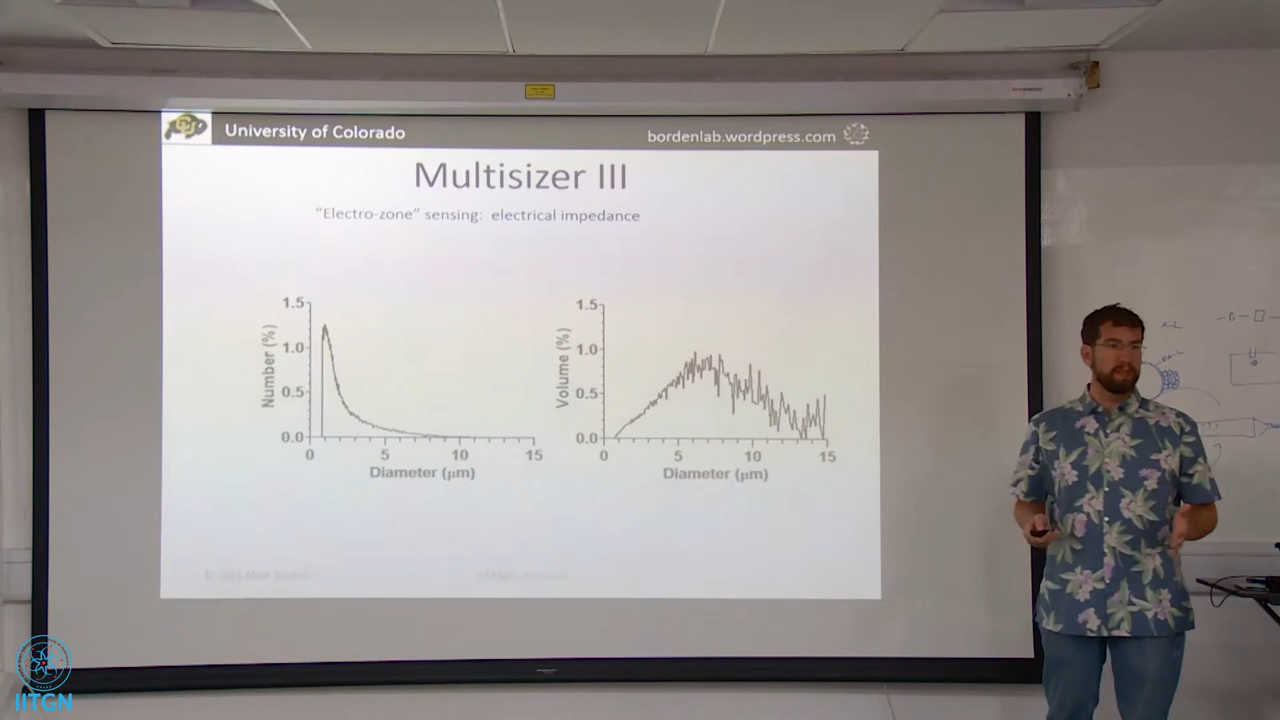 University of Colorado
bordenlab.wordpress.com
Multisizer III
“Electro-zone” sensing: electrical impedance
1.5
1.0
0.5
0.0
Number (%)
0 5 10 15
Diameter (µm)
1.5
1.0
0.5
0.0
Volume (%)
0 5 10 15
Diameter (µm)
IITGN